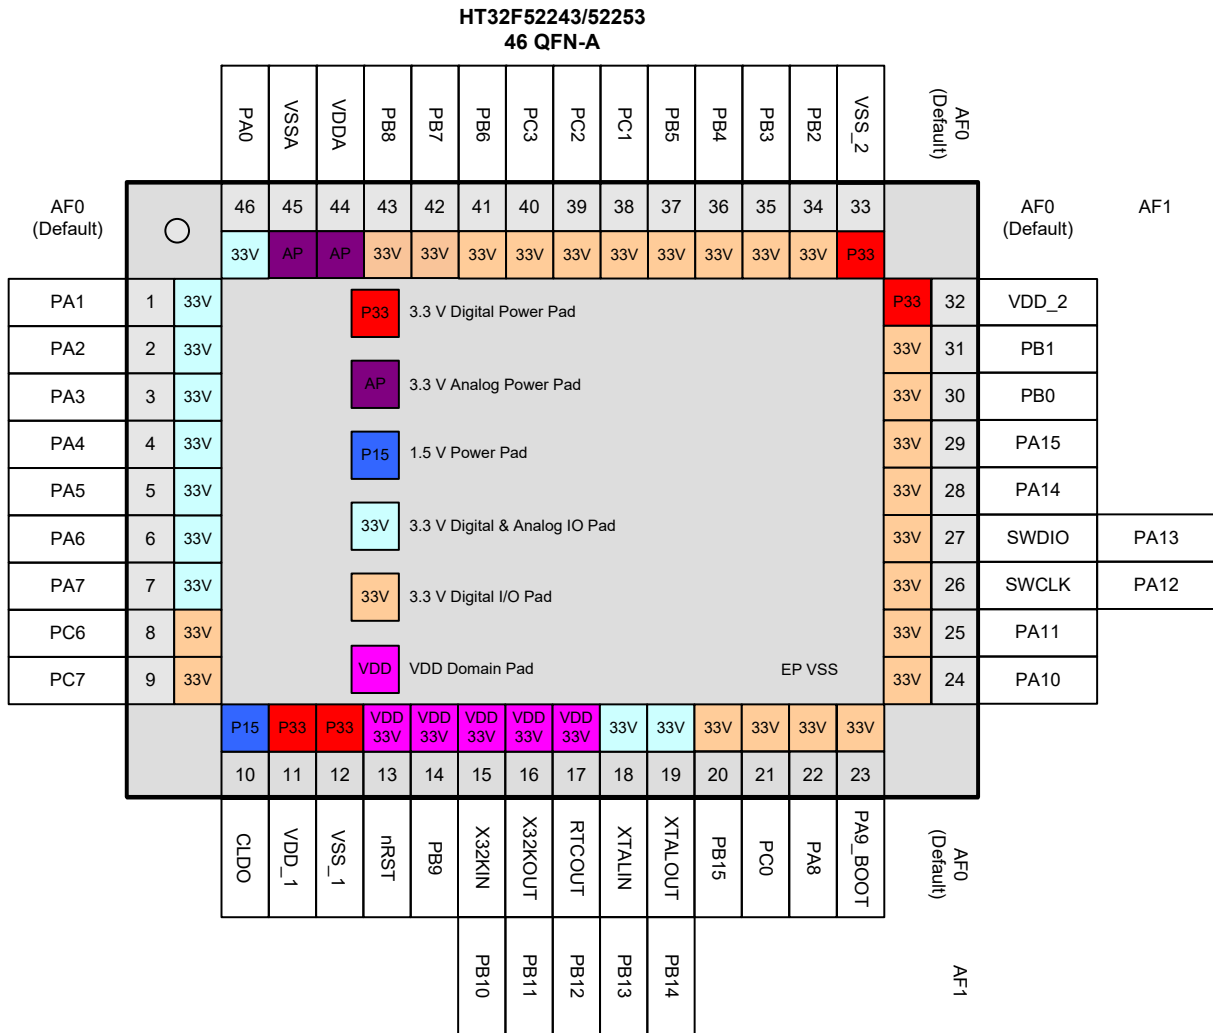 HT32F52243/52253
46 QFN-A
PA0 VSSA VDDA PB8 PB7 PB6 PC3 PC2 PC1 PB5 PB4 PB3 PB2 VSS_2
AF0
(Default)
AF0
(Default)
46 45 44 43 42 41 40 39 38 37 36 35 34 33
AF0
(Default)
AF1
33V AP AP 33V 33V 33V 33V 33V 33V 33V 33V 33V 33V P33
PA1 1 33V
P33 3.3 V Digital Power Pad
P33 32 VDD_2
PA2 2 33V
33V 31 PB1
PA3 3 33V
AP 3.3 V Analog Power Pad
33V 30 PB0
PA4 4 33V
P15 1.5 V Power Pad
33V 29 PA15
PA5 5 33V
33V 28 PA14
PA6 6 33V
33V 3.3 V Digital & Analog IO Pad
33V 27 SWDIO PA13
PA7 7 33V
33V 3.3 V Digital I/O Pad
33V 26 SWCLK PA12
PC6 8 33V
33V 25 PA11
PC7 9 33V
VDD VDD Domain Pad
EP VSS
33V 24 PA10
P15 P33 P33 VDD 33V VDD 33V VDD 33V VDD 33V VDD 33V 33V 33V 33V 33V 33V 33V
10 11 12 13 14 15 16 17 18 19 20 21 22 23
CLDO VDD_1 VSS_1 nRST PB9 X32KIN X32KOUT RTCOUT XTALIN XTALOUT PB15 PC0 PA8 PA9_BOOT
AF0
(Default)
PB10 PB11 PB12 PB13 PB14
AF1